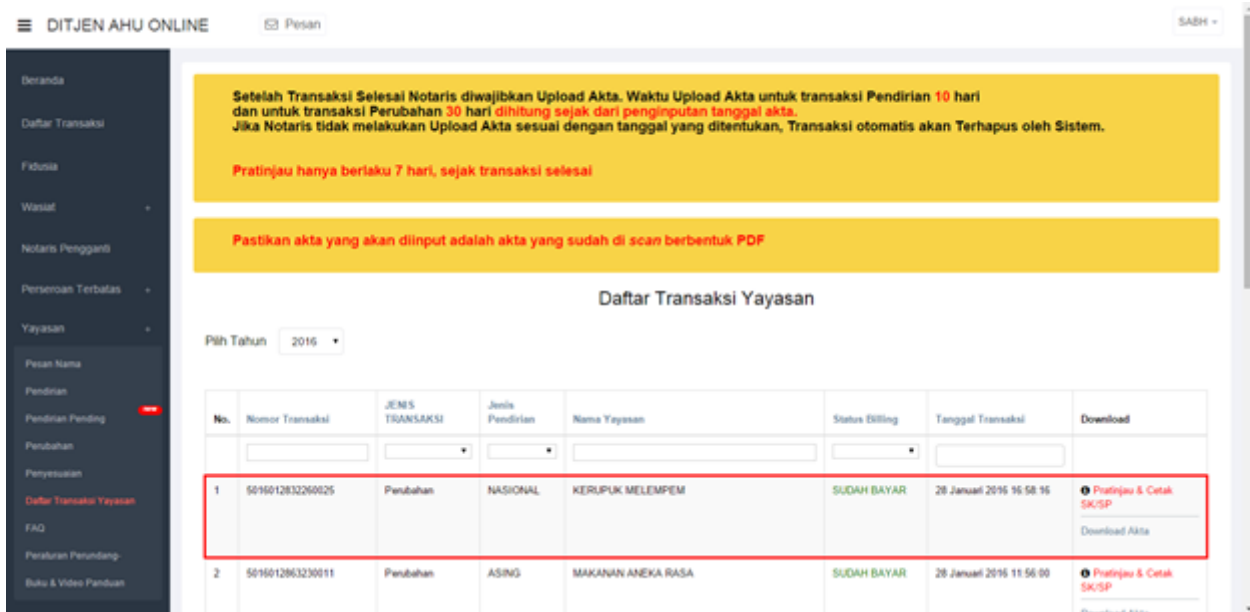 DITJEN AHU ONLINE
Pesan
SABH
Beranda
Daftar Transaksi
Fidusia
Wasiat
Notaris Pengganti
Perseroan Terbatas
Yayasan
Pesan Nama
Pendirian
Pendirian Pending
new
Perubahan
Penyesuaian
Daftar Transaksi Yayasan
FAQ
Peraturan Perundang-
Buku & Video Panduan
Setelah Transaksi Selesai Notaris diwajibkan Upload Akta. Waktu Upload Akta untuk transaksi Pendirian 10 hari
dan untuk transaksi Perubahan 30 hari dihitung sejak dari penginputan tanggal akta.
Jika Notaris tidak melakukan Upload Akta sesuai dengan tanggal yang ditentukan, Transaksi otomatis akan Terhapus oleh Sistem.
Pratinjau hanya berlaku 7 hari, sejak transaksi selesai
Pastikan akta yang akan diinput adalah akta yang sudah di scan berbentuk PDF
Daftar Transaksi Yayasan
Pilih Tahun 2016
No. Nomor Transaksi JENIS TRANSAKSI Jenis Pendirian Nama Yayasan Status Billing Tanggal Transaksi Download
1 5016012832260025 Perubahan NASIONAL KERUPUK MELEMPEM SUDAH BAYAR 28 Januari 2016 16:58:16 Pratinjau & Cetak SK/SP
Download Akta
2 5016012863230011 Perubahan ASING MAKANAN ANEKA RASA SUDAH BAYAR 28 Januari 2016 11:56:00 Pratinjau & Cetak SK/SP